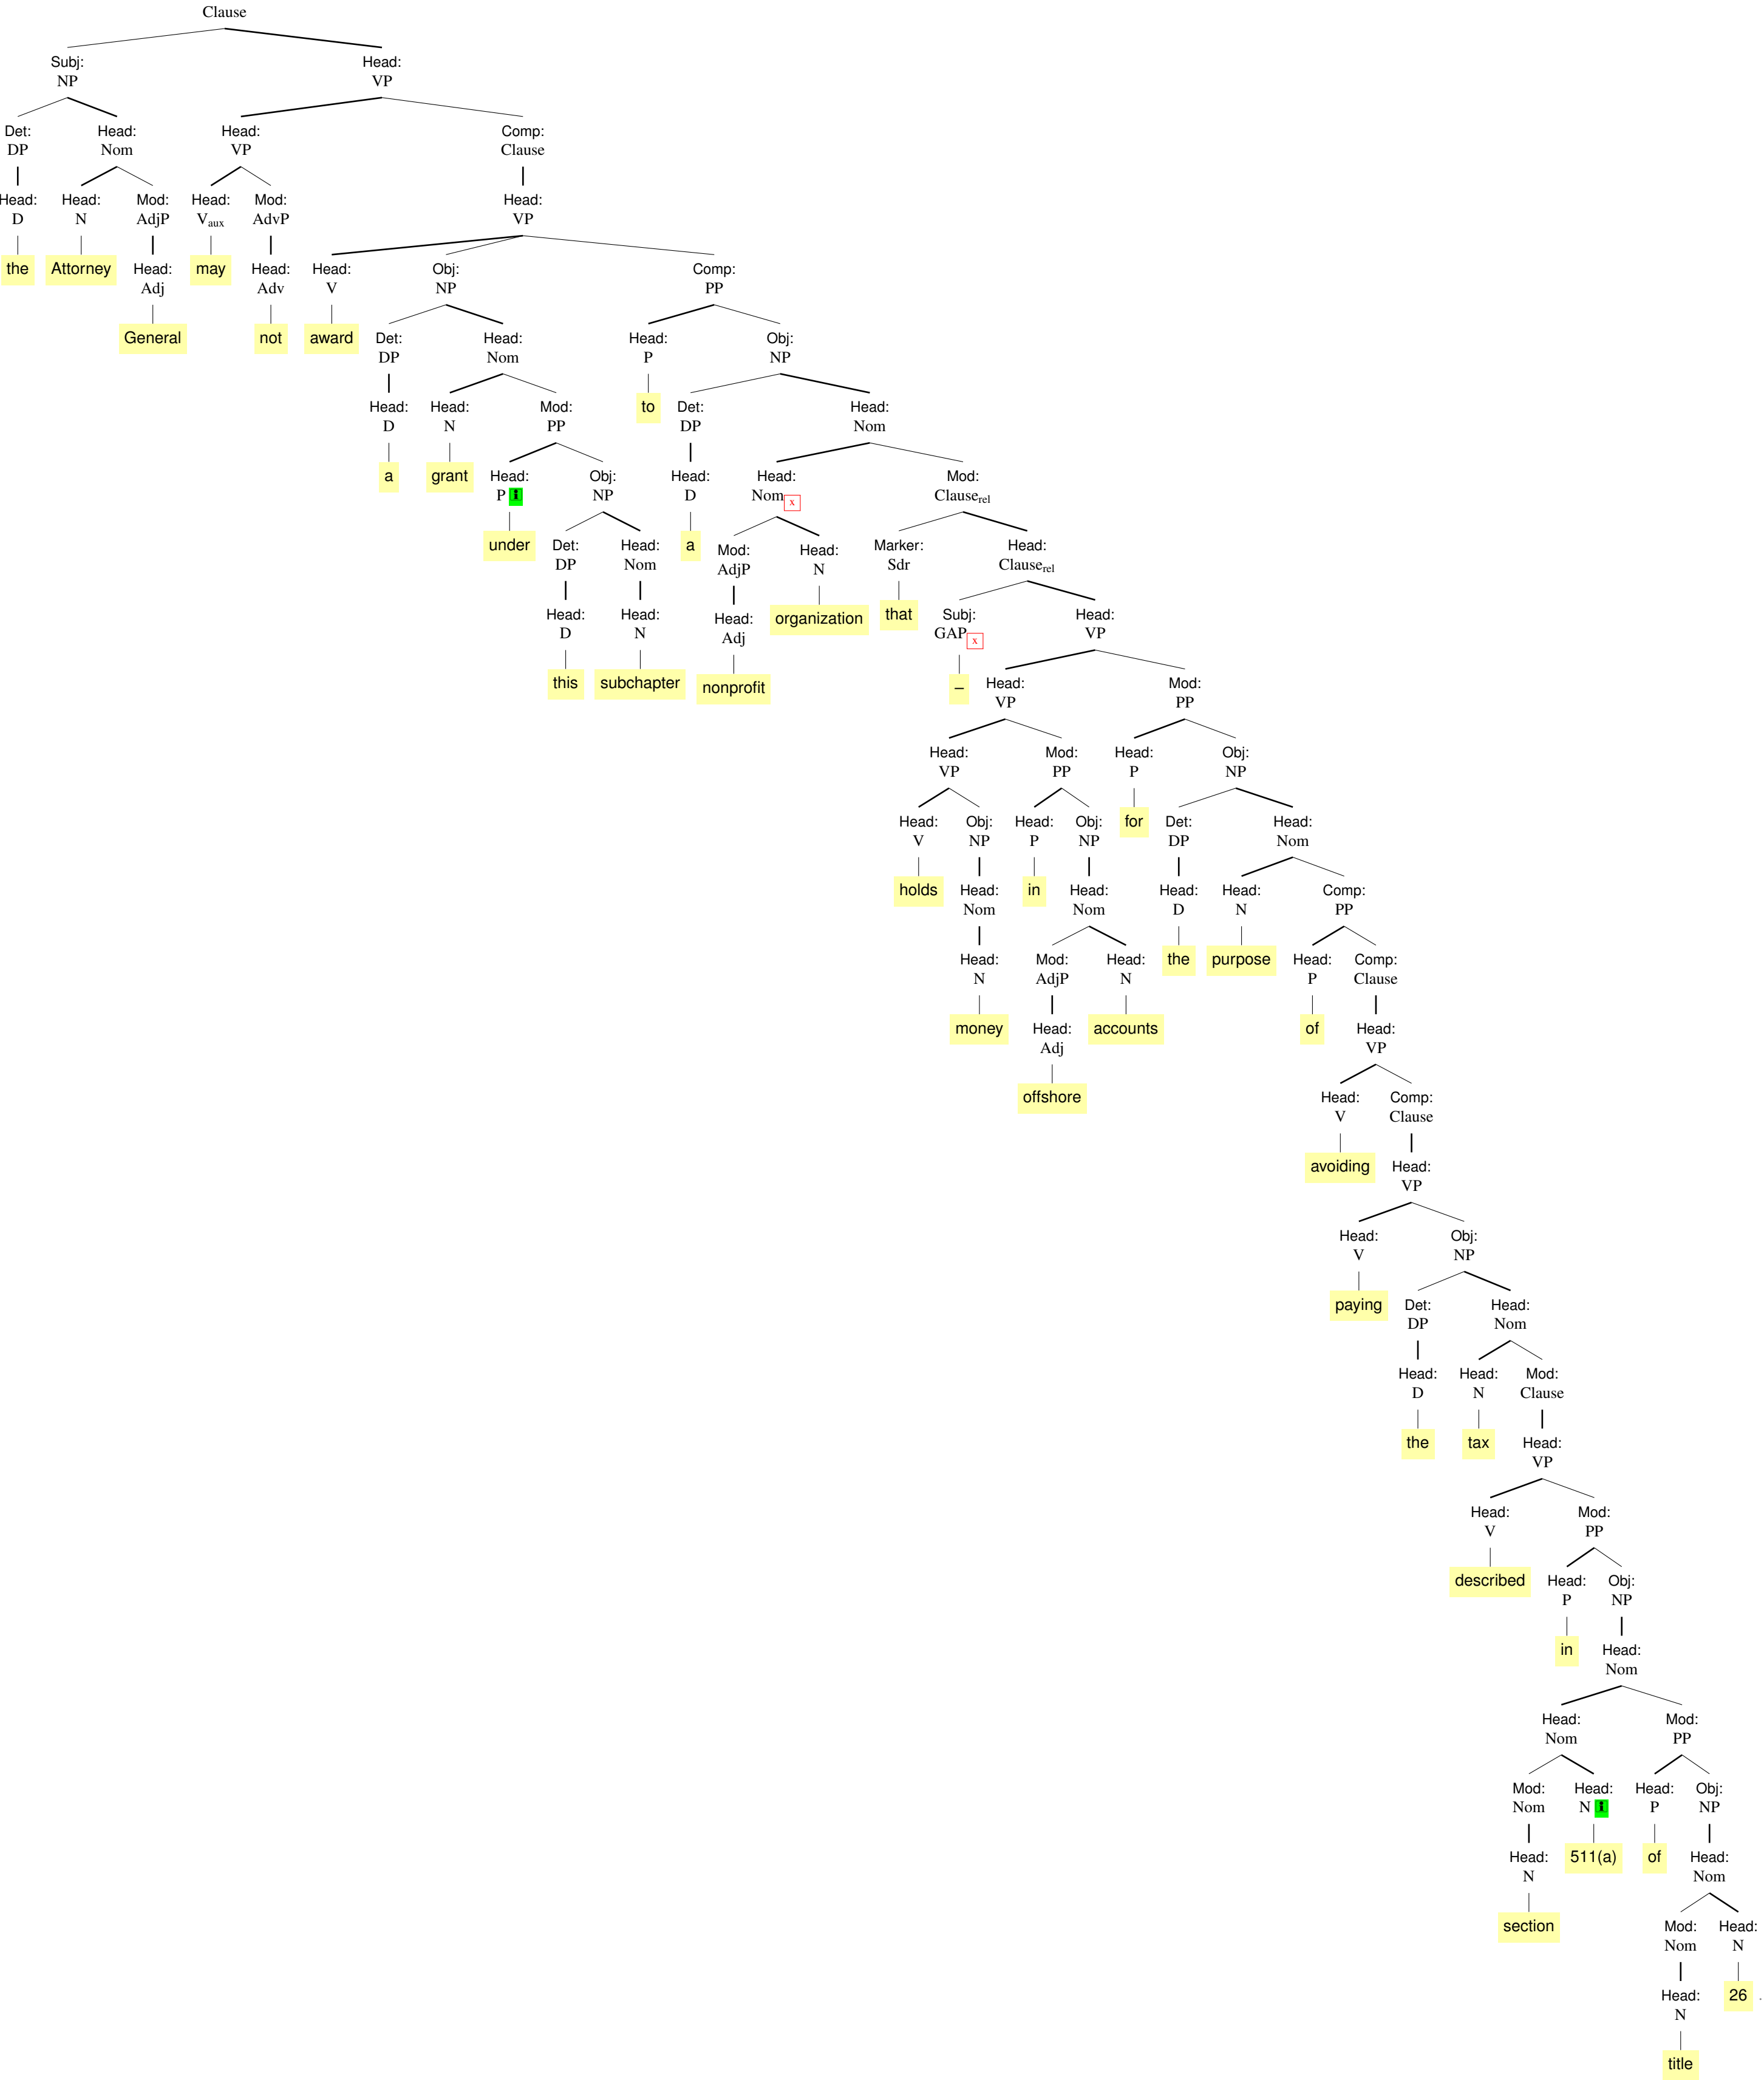 Clause
Subj: Head:
NP VP
Det: Head: Head: Comp:
DP Nom VP Clause
Head: Head: Mod: Head: Mod: Head:
D N AdjP Vaux AdvP VP
the Attorney Head: may Head: Head: Obj: Comp:
Adj Adv V NP PP
General not award Det: Head: Head: Obj:
DP Nom P NP
Head: Head: Mod: to Det: Head:
D N PP DP Nom
a grant Head: Obj: Head: Head: Mod:
P i NP D Nom x Clauserel
under Det: Head: a Mod: Head: Marker: Head:
DP Nom AdjP N Sdr Clauserel
Head: Head: Head: organization that Subj: Head:
D N Adj GAP x VP
this subchapter nonprofit – Head: Mod:
VP PP
Head: Mod: Head: Obj:
VP PP P NP
Head: Obj: Head: Obj: for Det: Head:
V NP P NP DP Nom
holds Head: in Head: Head: Head: Comp:
Nom Nom D N PP
Head: Mod: Head: the purpose Head: Comp:
N AdjP N P Clause
money Head: accounts of Head:
Adj VP
offshore Head: Comp:
V Clause
avoiding Head:
VP
Head: Obj:
V NP
paying Det: Head:
DP Nom
Head: Head: Mod:
D N Clause
the tax Head:
VP
Head: Mod:
V PP
described Head: Obj:
P NP
in Head:
Nom
Head: Mod:
Nom PP
Mod: Head: Head: Obj:
Nom N i P NP
Head: 511(a) of Head:
N Nom
section Mod: Head:
Nom N
Head: 26 .
N
title